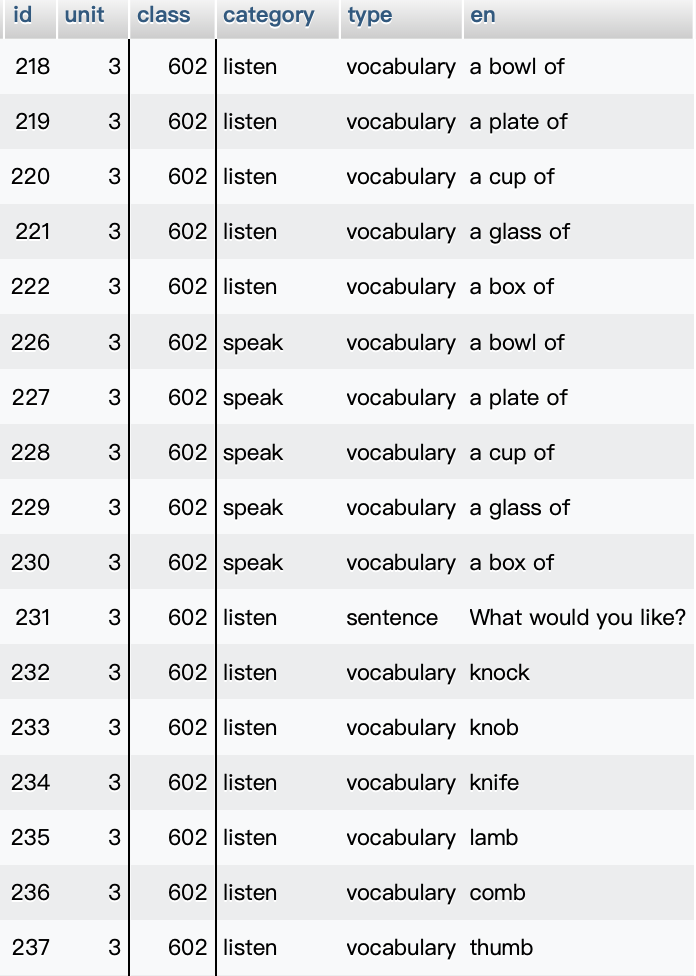 id unit class category type en
218 3 602 listen vocabulary a bowl of
219 3 602 listen vocabulary a plate of
220 3 602 listen vocabulary a cup of
221 3 602 listen vocabulary a glass of
222 3 602 listen vocabulary a box of
226 3 602 speak vocabulary a bowl of
227 3 602 speak vocabulary a plate of
228 3 602 speak vocabulary a cup of
229 3 602 speak vocabulary a glass of
230 3 602 speak vocabulary a box of
231 3 602 listen sentence What would you like?
232 3 602 listen vocabulary knock
233 3 602 listen vocabulary knob
234 3 602 listen vocabulary knife
235 3 602 listen vocabulary lamb
236 3 602 listen vocabulary comb
237 3 602 listen vocabulary thumb